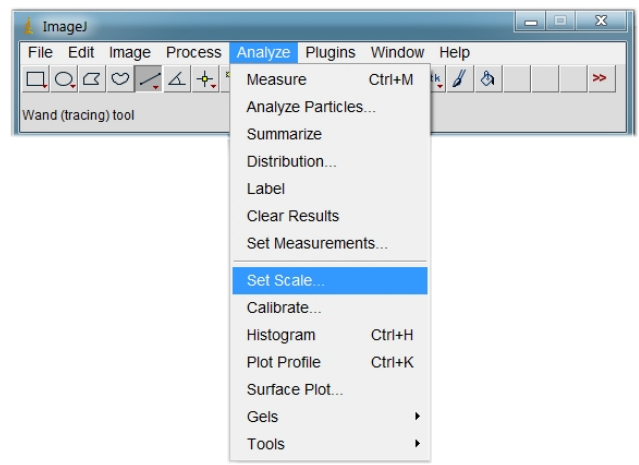 ImageJ
File Edit Image Process Analyze Plugins Window Help
Wand (tracing) tool
Measure Ctrl+M
Analyze Particles...
Summarize
Distribution...
Label
Clear Results
Set Measurements...
Set Scale...
Calibrate...
Histogram Ctrl+H
Plot Profile Ctrl+K
Surface Plot...
Gels
Tools